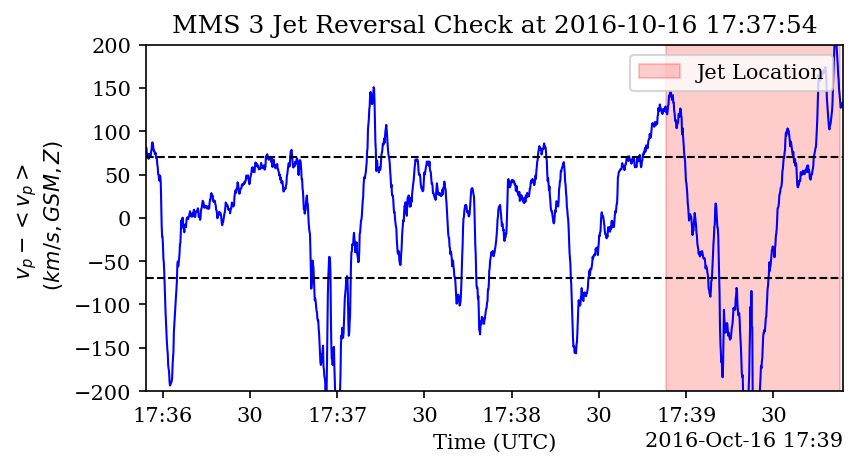 MMS 3 Jet Reversal Check at 2016-10-16 17:37:54
Jet Location
v_p - < v_p >
(km/s, GSM, Z)
200
150
100
50
0
−50
−100
−150
−200
17:36 30 17:37 30 17:38 30 17:39 30
Time (UTC)
2016-Oct-16 17:39